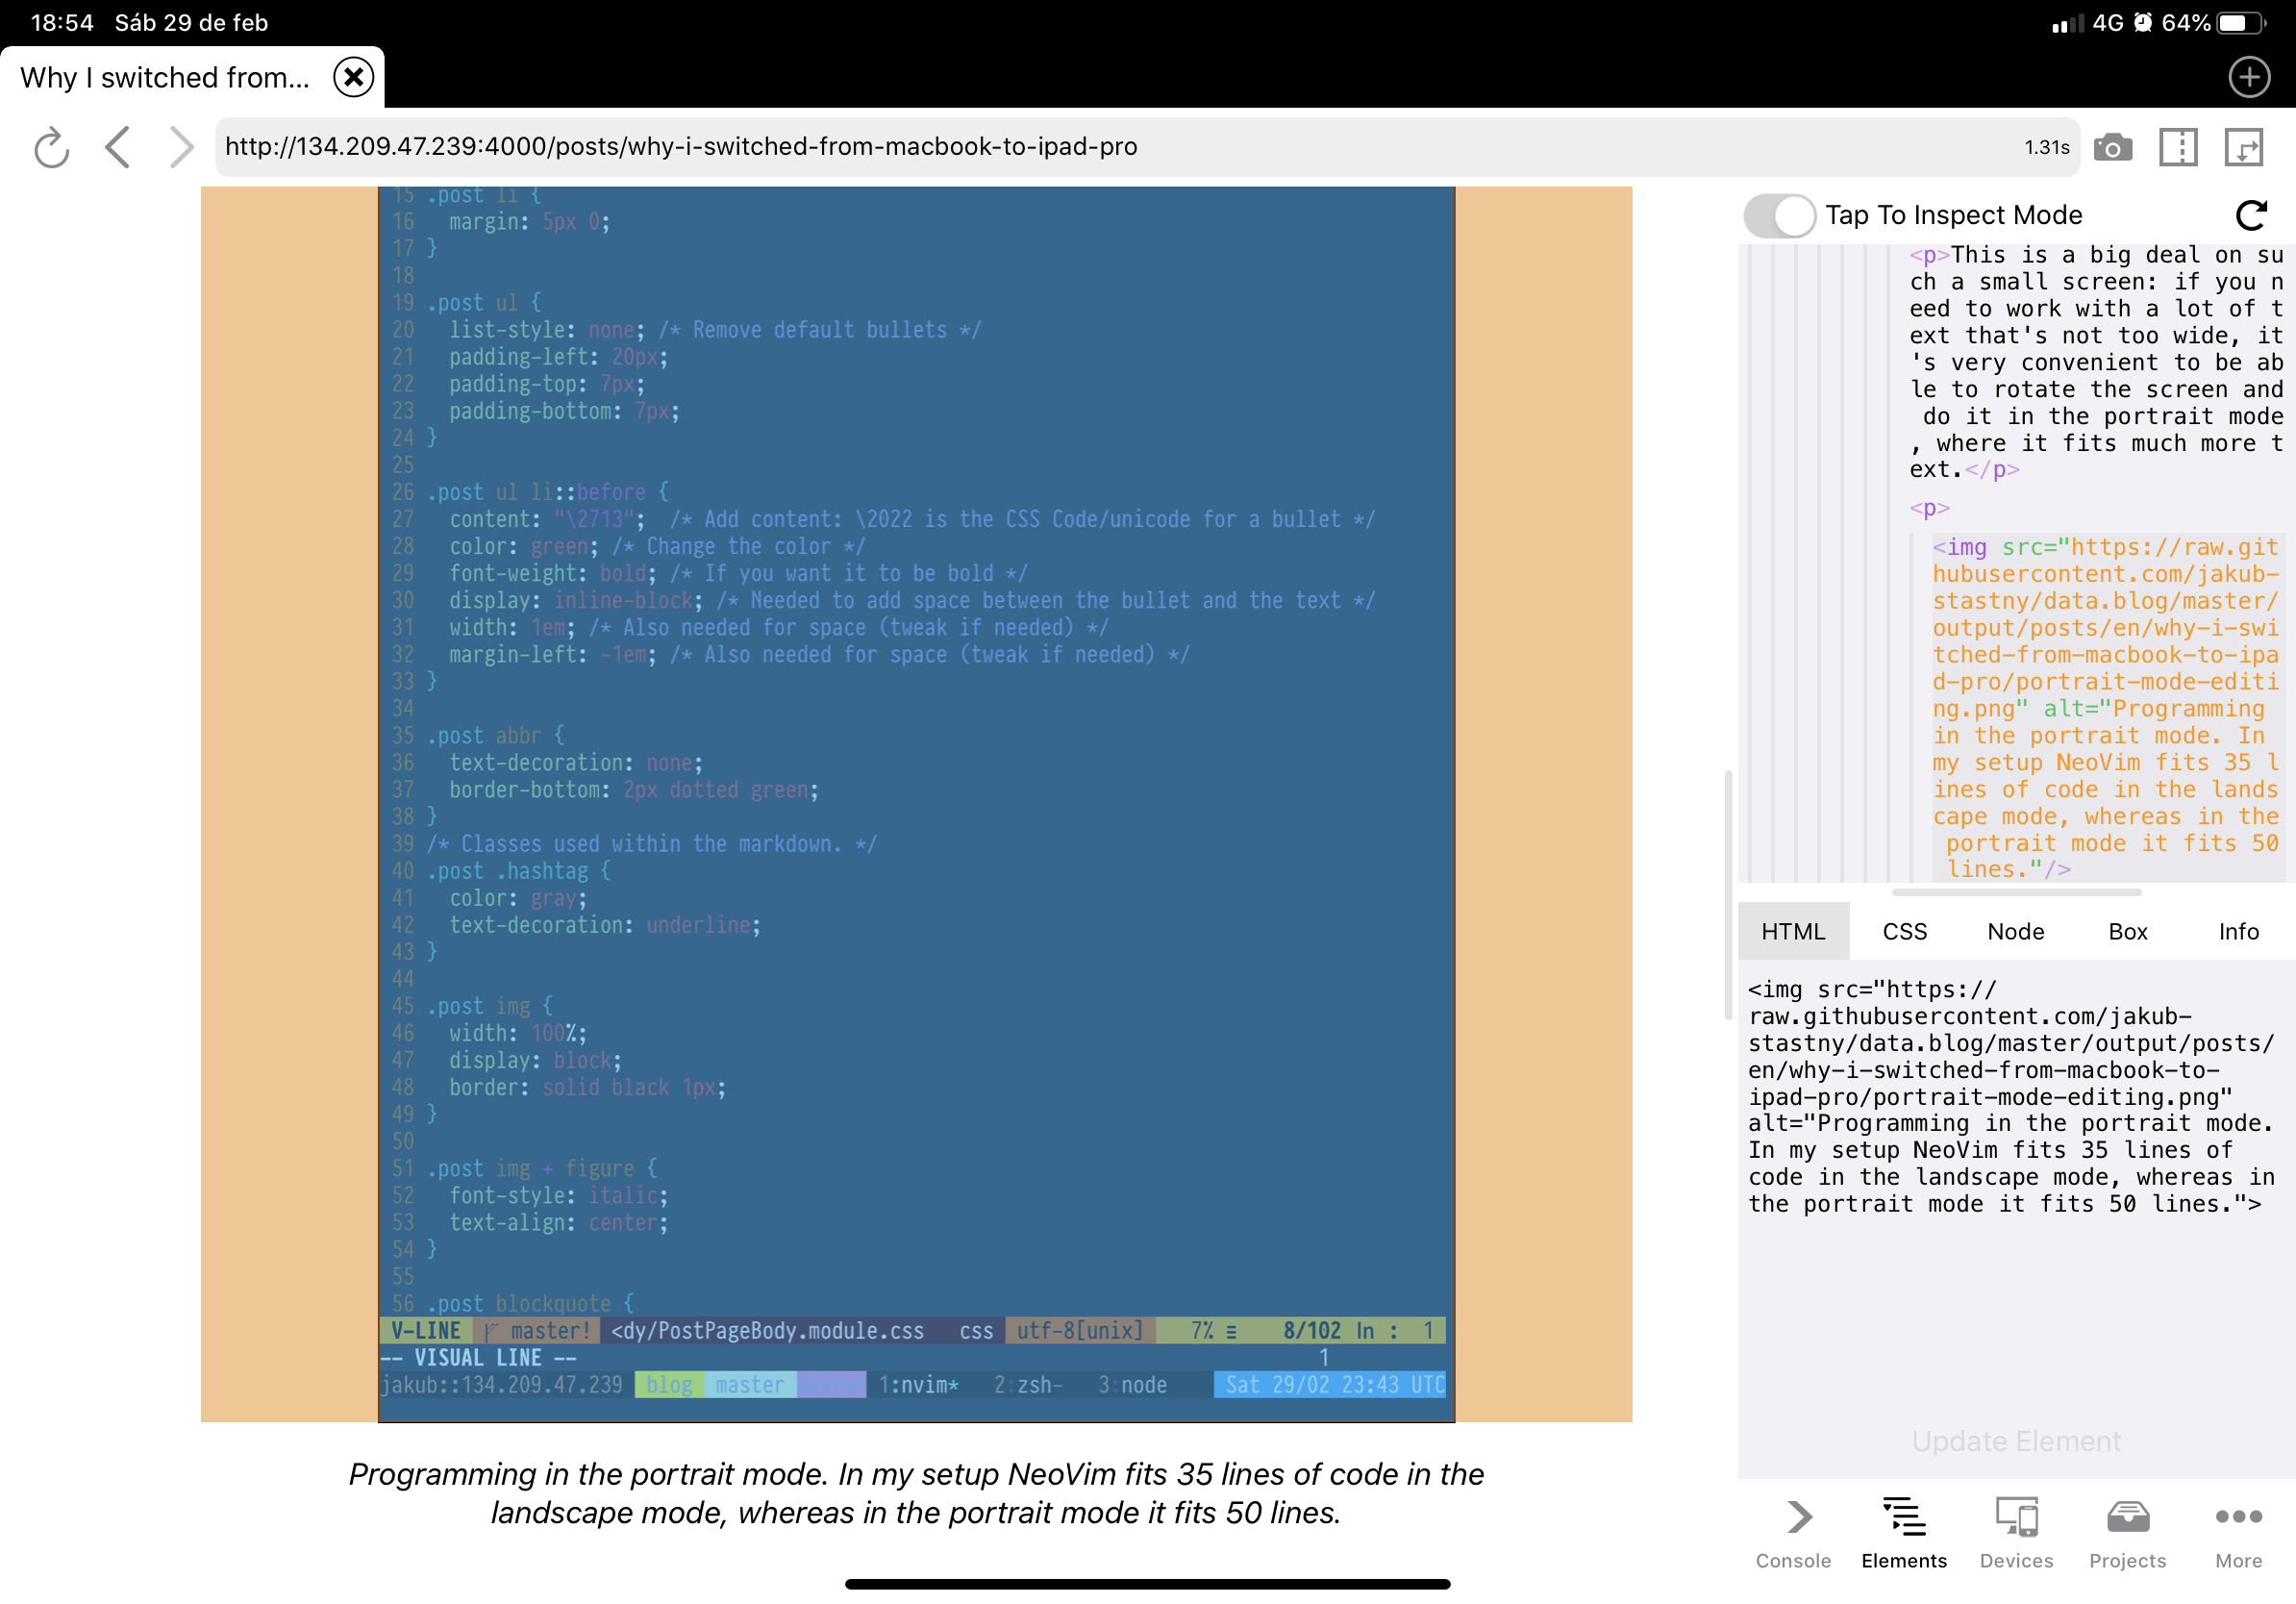 18:54 Sáb 29 de feb
4G 64%
Why I switched from...
http://134.209.47.239:4000/posts/why-i-switched-from-macbook-to-ipad-pro 1.31s
15 .post li {
16 margin: 5px 0;
17 }
18
19 .post ul {
20 list-style: none; /* Remove default bullets */
21 padding-left: 20px;
22 padding-top: 7px;
23 padding-bottom: 7px;
24 }
25
26 .post ul li::before {
27 content: "\2713"; /* Add content: \2022 is the CSS Code/unicode for a bullet */
28 color: green; /* Change the color */
29 font-weight: bold; /* If you want it to be bold */
30 display: inline-block; /* Needed to add space between the bullet and the text */
31 width: 1em; /* Also needed for space (tweak if needed) */
32 margin-left: -1em; /* Also needed for space (tweak if needed) */
33 }
34
35 .post abbr {
36 text-decoration: none;
37 border-bottom: 2px dotted green;
38 }
39 /* Classes used within the markdown. */
40 .post .hashtag {
41 color: gray;
42 text-decoration: underline;
43 }
44
45 .post img {
46 width: 100%;
47 display: block;
48 border: solid black 1px;
49 }
50
51 .post img + figure {
52 font-style: italic;
53 text-align: center;
54 }
55
56 .post blockquote {
V-LINE master! <dy/PostPageBody.module.css css utf-8[unix] 7% ≡ 8/102 ln : 1
-- VISUAL LINE -- 1
jakub::134.209.47.239 blog master 1:nvim* 2:zsh- 3:node Sat 29/02 23:43 UTC
Programming in the portrait mode. In my setup NeoVim fits 35 lines of code in the
landscape mode, whereas in the portrait mode it fits 50 lines.
Tap To Inspect Mode
<p>This is a big deal on su
ch a small screen: if you n
eed to work with a lot of t
ext that's not too wide, it
's very convenient to be ab
le to rotate the screen and
do it in the portrait mode
, where it fits much more t
ext.</p>
<p>
<img src="https://raw.git
hubusercontent.com/jakub-
stastny/data.blog/master/
output/posts/en/why-i-swi
tched-from-macbook-to-ipa
d-pro/portrait-mode-editi
ng.png" alt="Programming
in the portrait mode. In
my setup NeoVim fits 35 l
ines of code in the lands
cape mode, whereas in the
portrait mode it fits 50
lines."/>
HTML CSS Node Box Info
<img src="https://
raw.githubusercontent.com/jakub-
stastny/data.blog/master/output/posts/
en/why-i-switched-from-macbook-to-
ipad-pro/portrait-mode-editing.png"
alt="Programming in the portrait mode.
In my setup NeoVim fits 35 lines of
code in the landscape mode, whereas in
the portrait mode it fits 50 lines.">
Update Element
Console Elements Devices Projects More